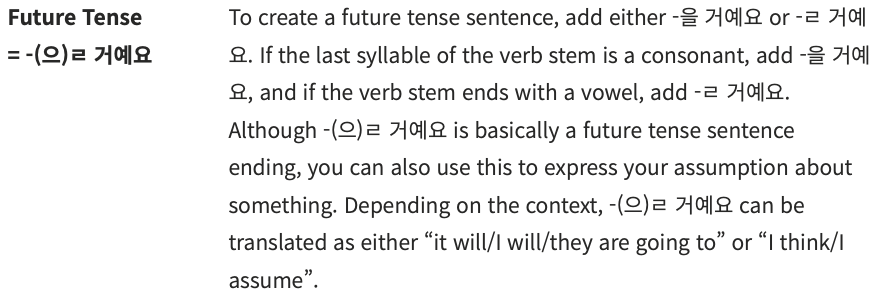 Future Tense
= -(으)ㄹ 거예요
To create a future tense sentence, add either -을 거예요 or -ㄹ 거예
요. If the last syllable of the verb stem is a consonant, add -을 거예
요, and if the verb stem ends with a vowel, add -ㄹ 거예요.
Although -(으)ㄹ 거예요 is basically a future tense sentence
ending, you can also use this to express your assumption about
something. Depending on the context, -(으)ㄹ 거예요 can be
translated as either “it will/I will/they are going to” or “I think/I
assume”.